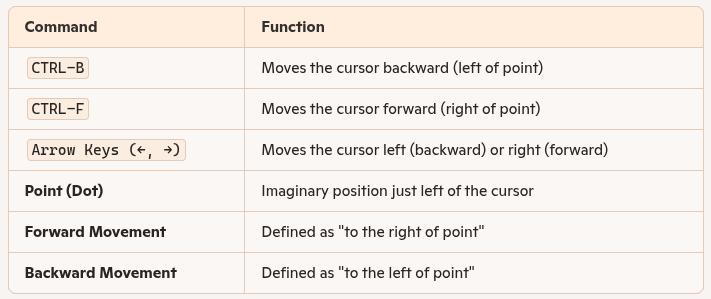 Command Function
CTRL-B Moves the cursor backward (left of point)
CTRL-F Moves the cursor forward (right of point)
Arrow Keys (←, →) Moves the cursor left (backward) or right (forward)
Point (Dot) Imaginary position just left of the cursor
Forward Movement Defined as "to the right of point"
Backward Movement Defined as "to the left of point"